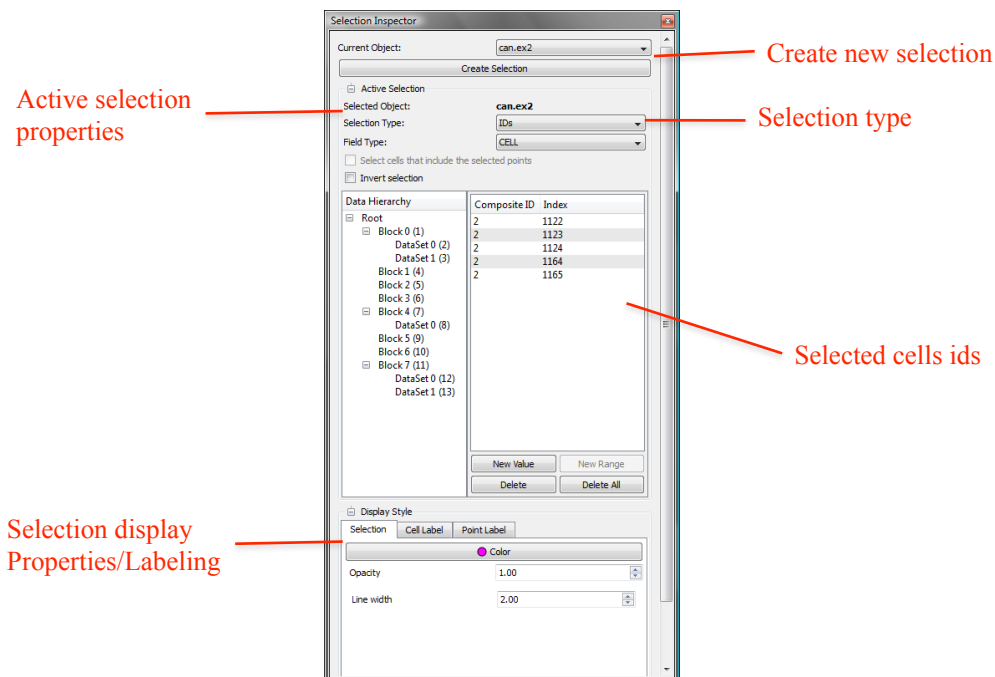 Selection Inspector
Current Object: can.ex2
Create Selection
Create new selection
Active Selection
Active selection
properties
Selected Object: can.ex2
Selection Type: IDs
Selection type
Field Type: CELL
Select cells that include the selected points
Invert selection
Data Hierarchy
Root
Block 0 (1)
DataSet 0 (2)
DataSet 1 (3)
Block 1 (4)
Block 2 (5)
Block 3 (6)
Block 4 (7)
DataSet 0 (8)
Block 5 (9)
Block 6 (10)
Block 7 (11)
DataSet 0 (12)
DataSet 1 (13)
Composite ID Index
2 1122
2 1123
2 1124
2 1164
2 1165
Selected cells ids
New Value New Range
Delete Delete All
Display Style
Selection Cell Label Point Label
Selection display
Properties/Labeling
Color
Opacity 1.00
Line width 2.00